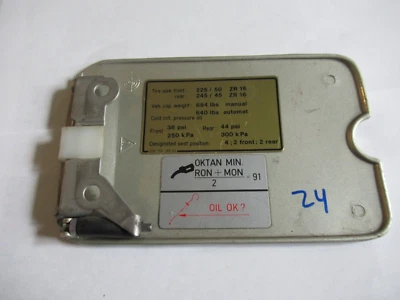 Tire size front: 225 / 50 ZR 16
rear: 245 / 45 ZR 16
Veh. cap. weight 694 lbs manual
640 lbs automat.
Cold infl. pressure
Front 36 psi Rear 44 psi
250 kPa 300 kPa
Designated seat position: 4 ; 2 front ; 2 rear
OKTAN MIN.
RON + MON
2 - 91
OIL OK ?
24